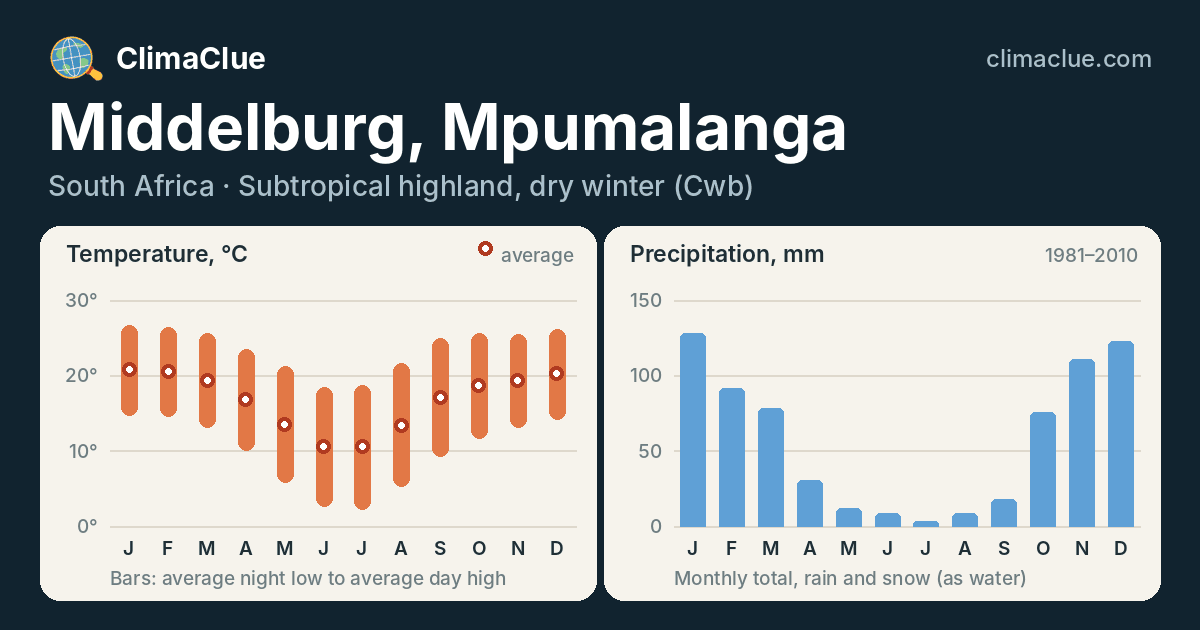 ClimaClue
climaclue.com
Middelburg, Mpumalanga
South Africa · Subtropical highland, dry winter (Cwb)
Temperature, °C
average
30°
20°
10°
0°
J F M A M J J A S O N D
Bars: average night low to average day high
Precipitation, mm
1981–2010
150
100
50
0
J F M A M J J A S O N D
Monthly total, rain and snow (as water)